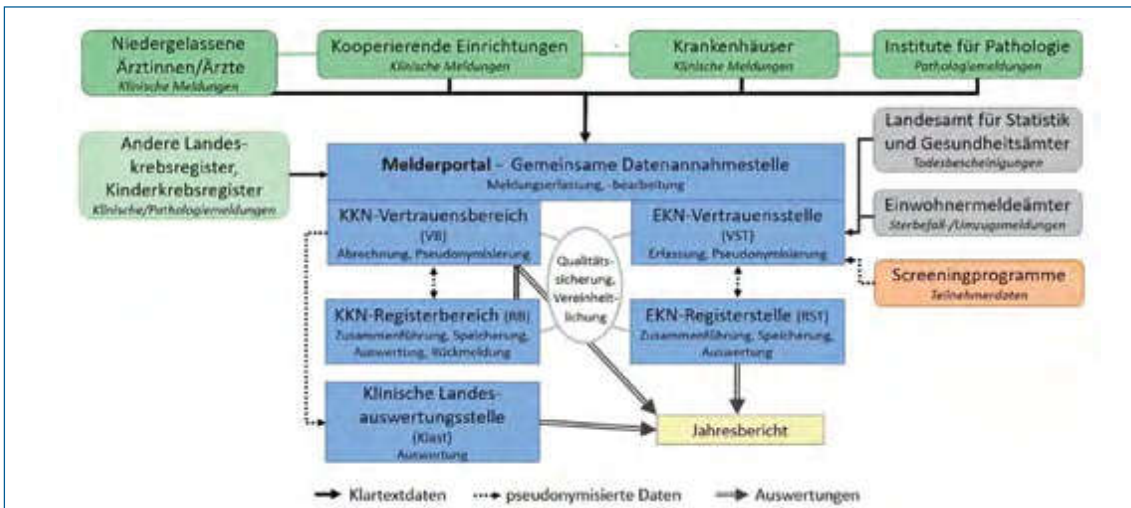 Niedergelassene
Ärztinnen/Ärzte
Klinische Meldungen
Kooperierende Einrichtungen
Klinische Meldungen
Krankenhäuser
Klinische Meldungen
Institute für Pathologie
Pathologiemeldungen
Andere Landes-
krebsregister,
Kinderkrebsregister
Klinische/Pathologiemeldungen
Melderportal – Gemeinsame Datenannahmestelle
Meldungserfassung, -bearbeitung
Landesamt für Statistik
und Gesundheitsämter
Todesbescheinigungen
KKN-Vertrauensbereich
(VB)
Abrechnung, Pseudonymisierung
EKN-Vertrauensstelle
(VST)
Erfassung, Pseudonymisierung
Einwohnermeldeämter
Sterbefall-/Umzugsmeldungen
Qualitäts-
sicherung,
Vereinheit-
lichung
Screeningprogramme
Teilnehmerdaten
KKN-Registerbereich (RB)
Zusammenführung, Speicherung,
Auswertung, Rückmeldung
EKN-Registerstelle (RST)
Zusammenführung, Speicherung,
Auswertung
Klinische Landes-
auswertungsstelle
(Klast)
Auswertung
Jahresbericht
Klartextdaten
pseudonymisierte Daten
Auswertungen